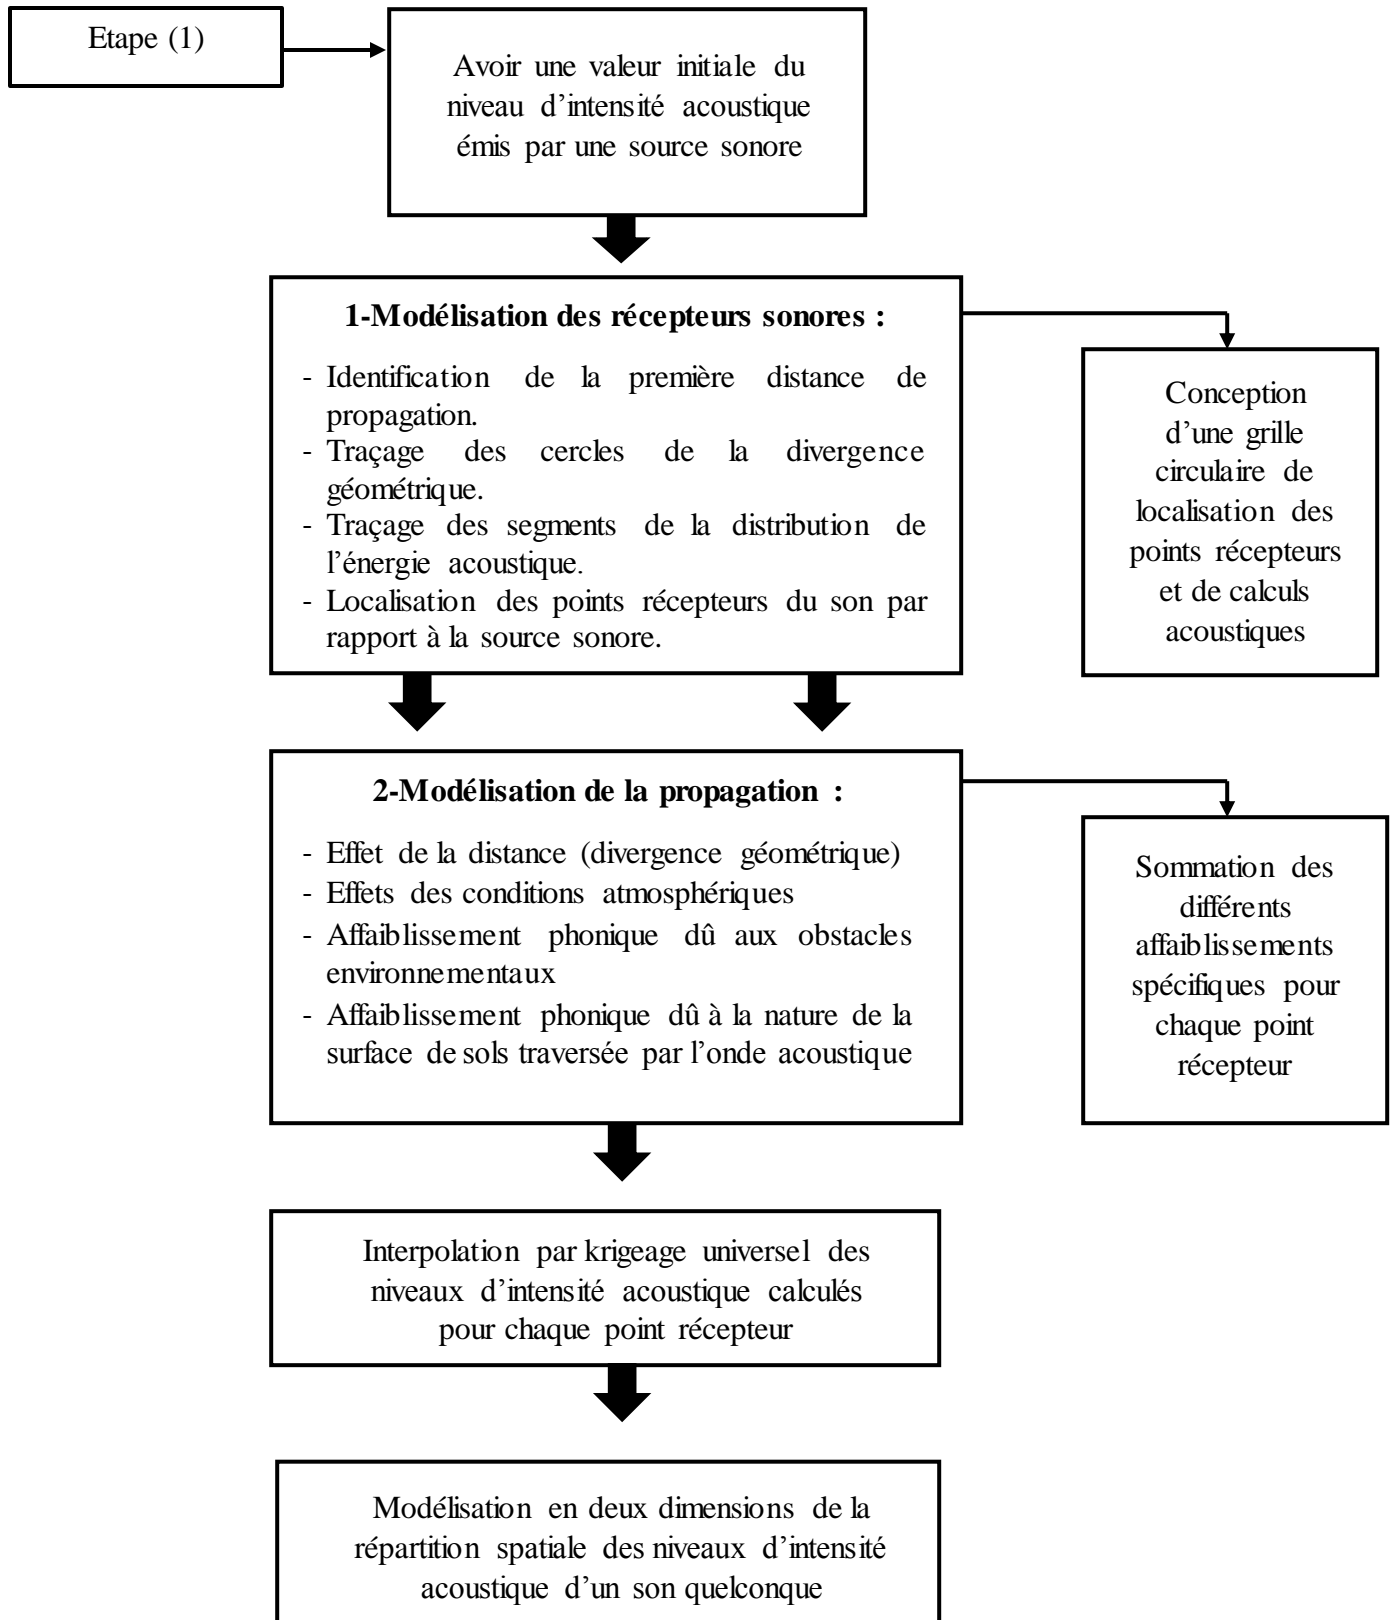 Etape (1)
Avoir une valeur initiale du
niveau d’intensité acoustique
émis par une source sonore
1-Modélisation des récepteurs sonores :
- Identification de la première distance de
propagation.
- Traçage des cercles de la divergence
géométrique.
- Traçage des segments de la distribution de
l’énergie acoustique.
- Localisation des points récepteurs du son par
rapport à la source sonore.
Conception
d’une grille
circulaire de
localisation des
points récepteurs
et de calculs
acoustiques
2-Modélisation de la propagation :
- Effet de la distance (divergence géométrique)
- Effets des conditions atmosphériques
- Affaiblissement phonique dû aux obstacles
environnementaux
- Affaiblissement phonique dû à la nature de la
surface de sols traversée par l’onde acoustique
Sommation des
différents
affaiblissements
spécifiques pour
chaque point
récepteur
Interpolation par krigeage universel des
niveaux d’intensité acoustique calculés
pour chaque point récepteur
Modélisation en deux dimensions de la
répartition spatiale des niveaux d’intensité
acoustique d’un son quelconque